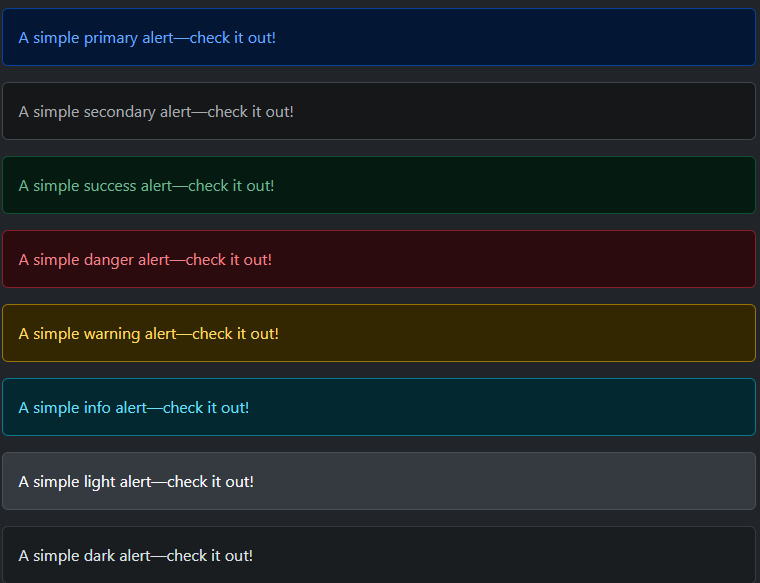 A simple primary alert—check it out!
A simple secondary alert—check it out!
A simple success alert—check it out!
A simple danger alert—check it out!
A simple warning alert—check it out!
A simple info alert—check it out!
A simple light alert—check it out!
A simple dark alert—check it out!